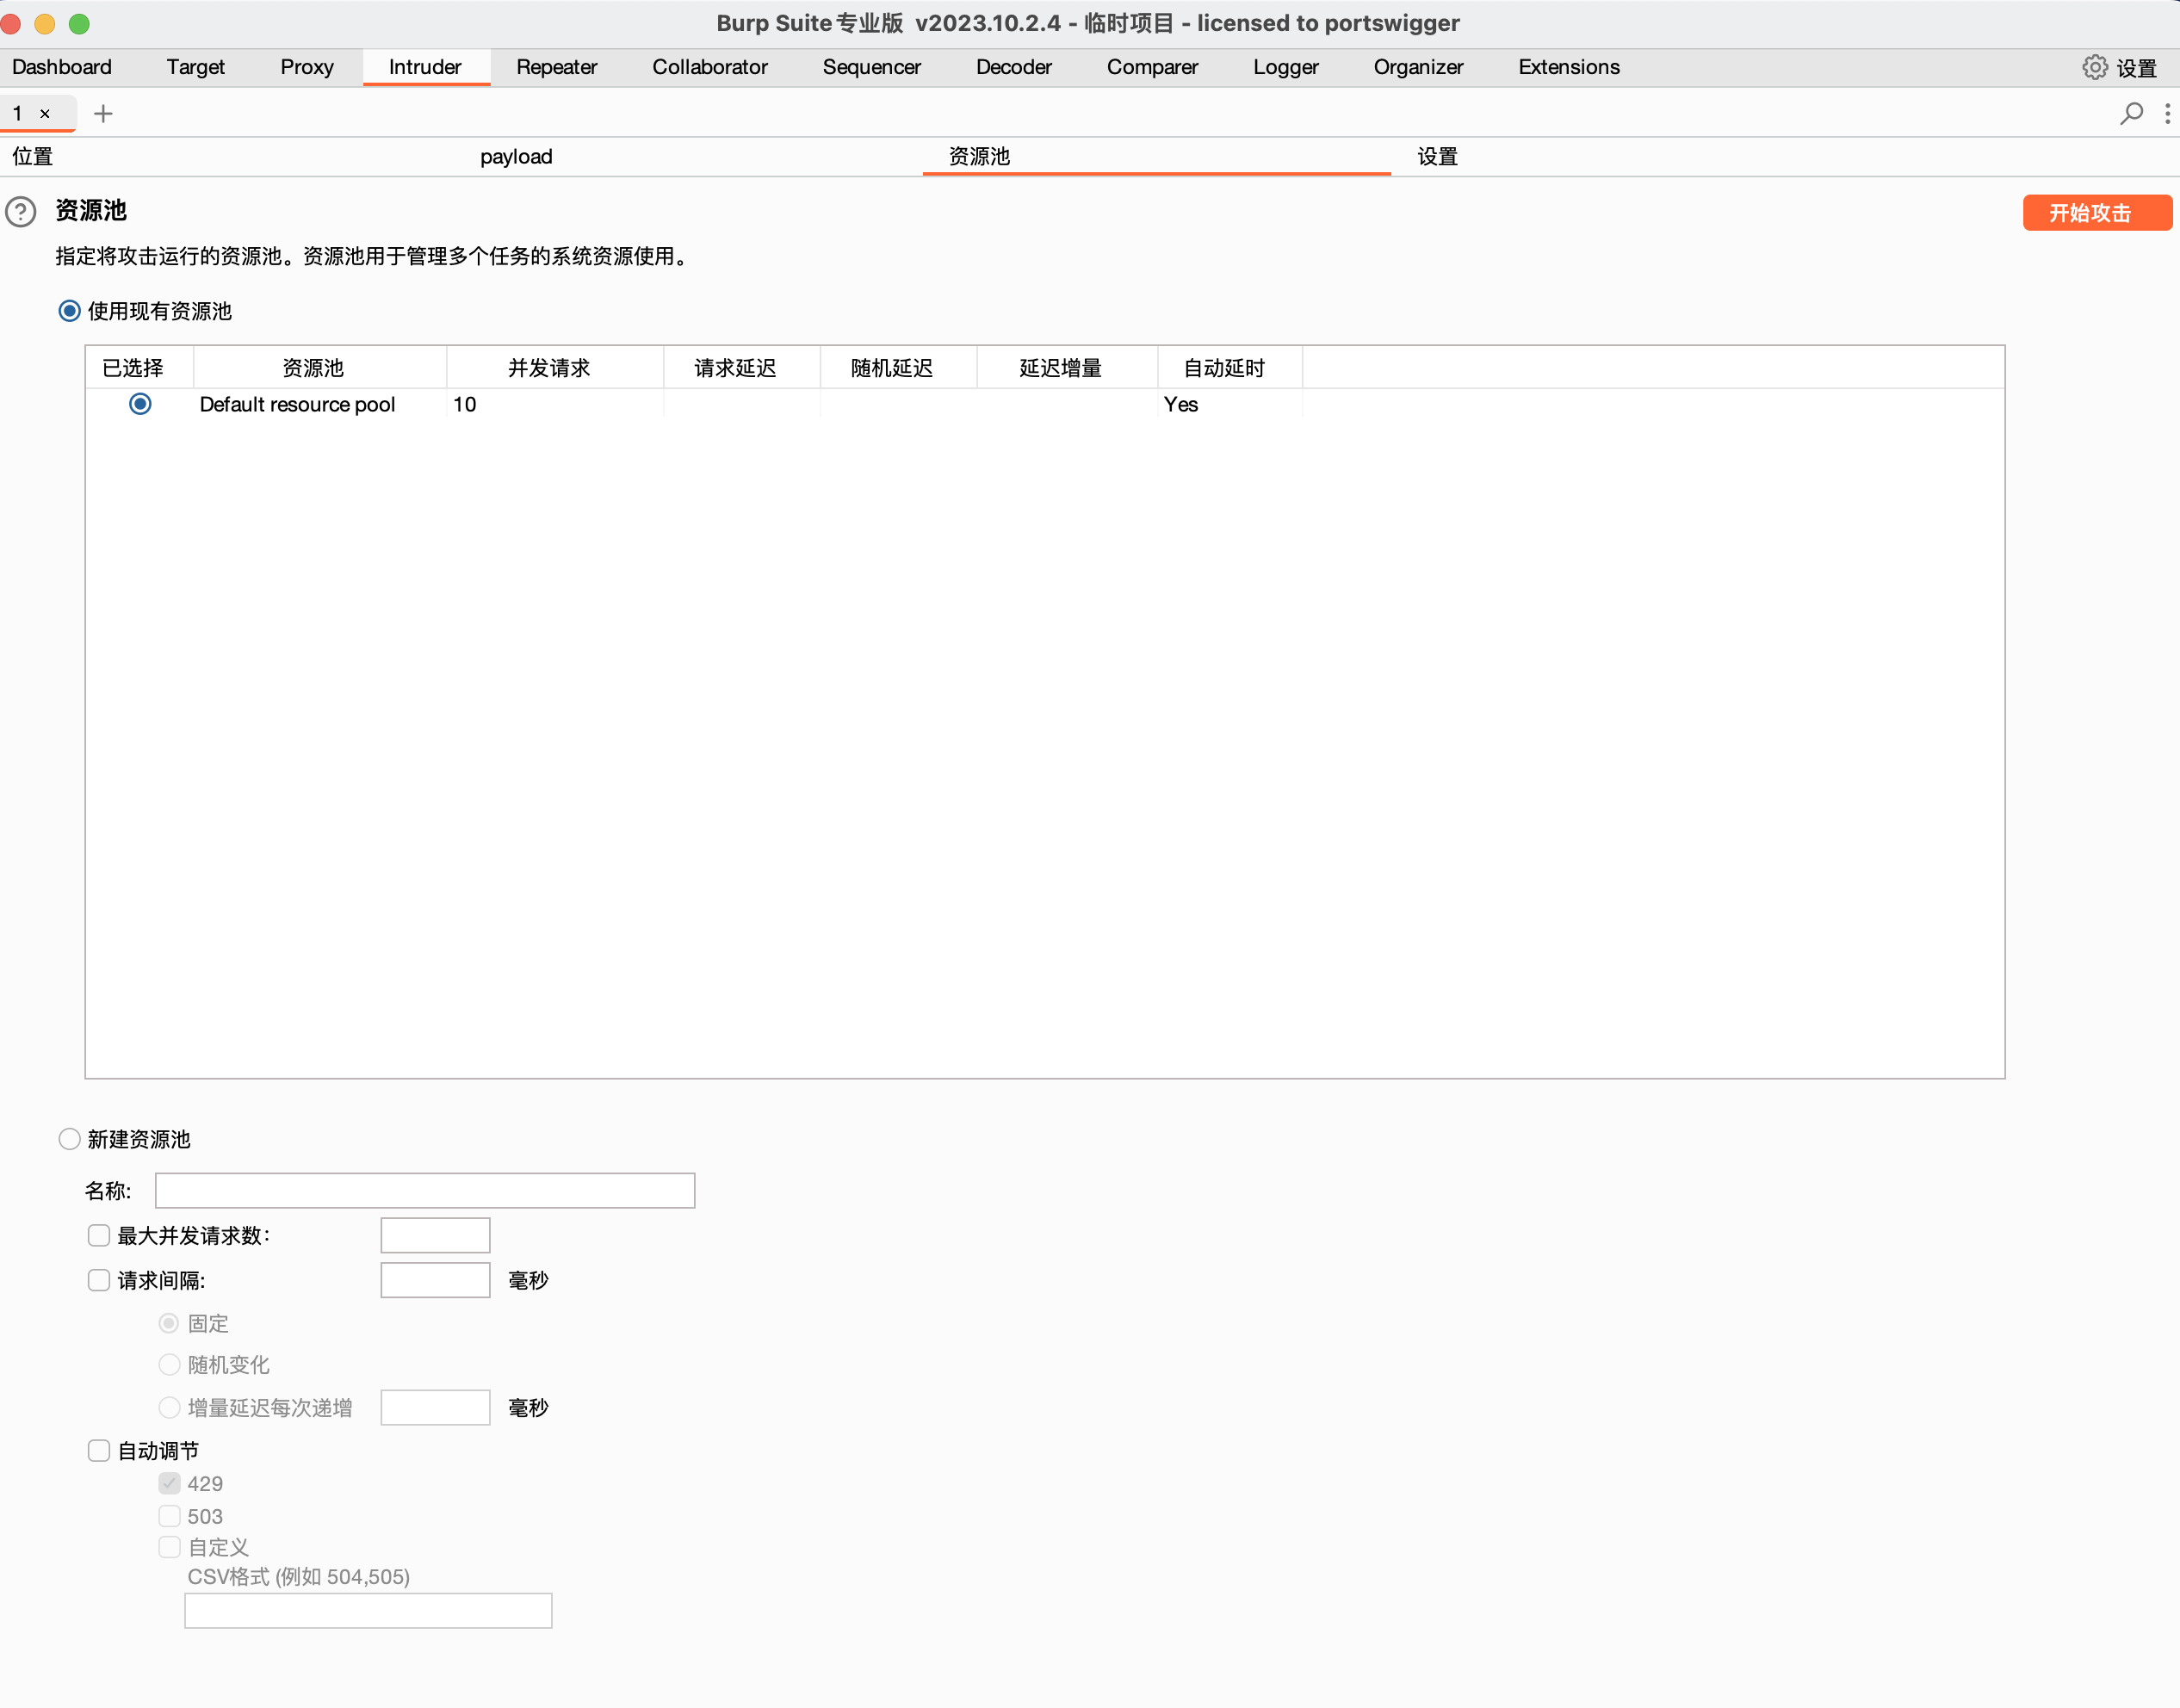 Burp Suite专业版 v2023.10.2.4 - 临时项目 - licensed to portswigger
Dashboard Target Proxy Intruder Repeater Collaborator Sequencer Decoder Comparer Logger Organizer Extensions 设置
1 × +
位置 payload 资源池 设置
资源池 开始攻击
指定将攻击运行的资源池。资源池用于管理多个任务的系统资源使用。
使用现有资源池
已选择 资源池 并发请求 请求延迟 随机延迟 延迟增量 自动延时
Default resource pool 10 Yes
新建资源池
名称:
最大并发请求数：
请求间隔: 毫秒
固定
随机变化
增量延迟每次递增 毫秒
自动调节
429
503
自定义
CSV格式 (例如 504,505)